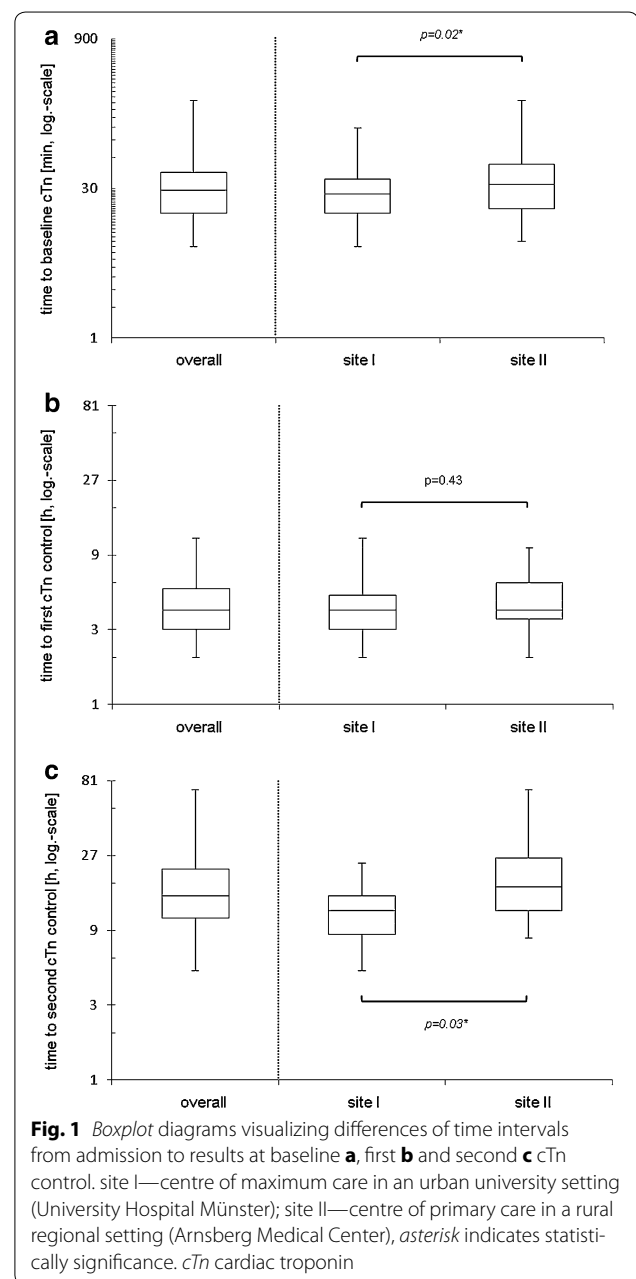 a
p=0.02*
900
30
1
time to baseline cTn [min, log.-scale]
overall
site I
site II
b
p=0.43
81
27
9
3
1
time to first cTn control [h, log.-scale]
overall
site I
site II
c
81
27
9
3
1
time to second cTn control [h, log.-scale]
p=0.03*
overall
site I
site II
Fig. 1 Boxplot diagrams visualizing differences of time intervals
from admission to results at baseline a, first b and second c cTn
control. site I—centre of maximum care in an urban university setting
(University Hospital Münster); site II—centre of primary care in a rural
regional setting (Arnsberg Medical Center), asterisk indicates statisti-
cally significance. cTn cardiac troponin